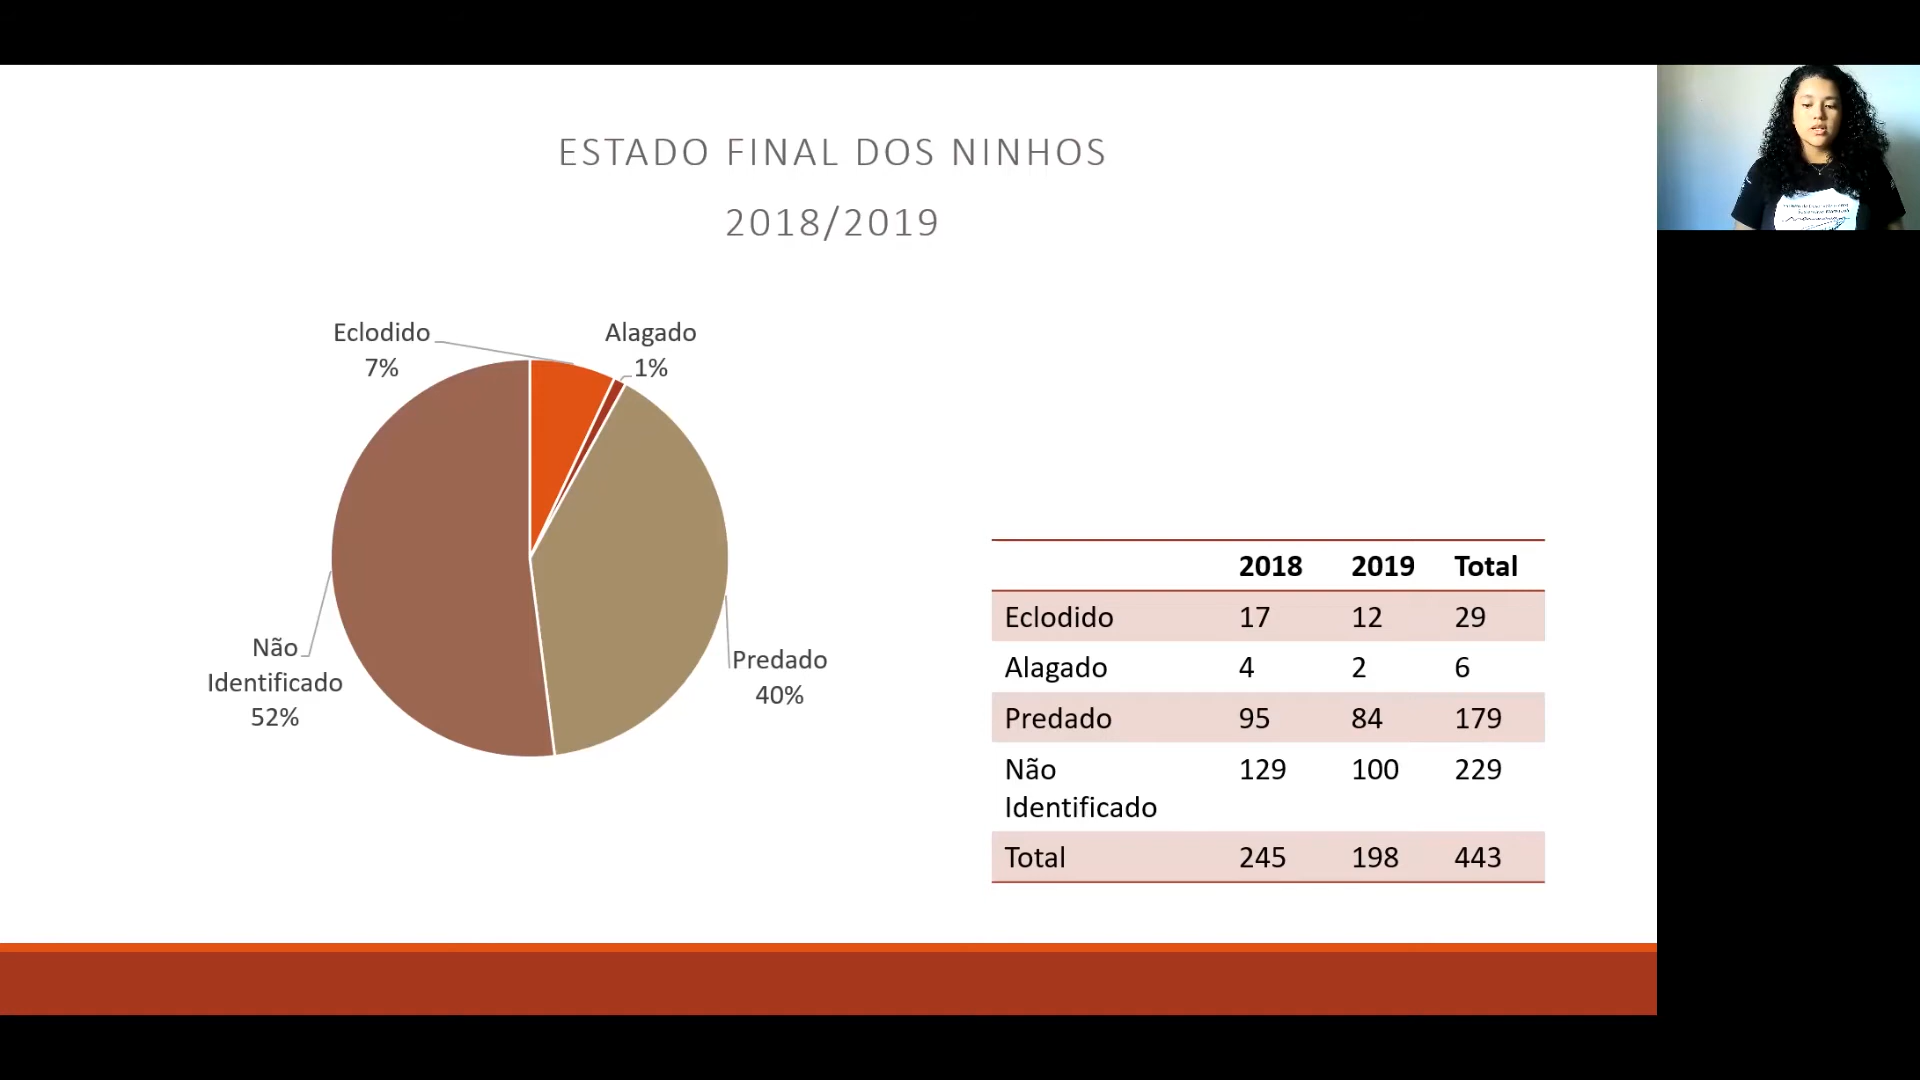 ESTADO FINAL DOS NINHOS
2018/2019
Eclodido
7%
Alagado
1%
Não
Identificado
52%
Predado
40%
2018 2019 Total
Eclodido 17 12 29
Alagado 4 2 6
Predado 95 84 179
Não
Identificado 129 100 229
Total 245 198 443